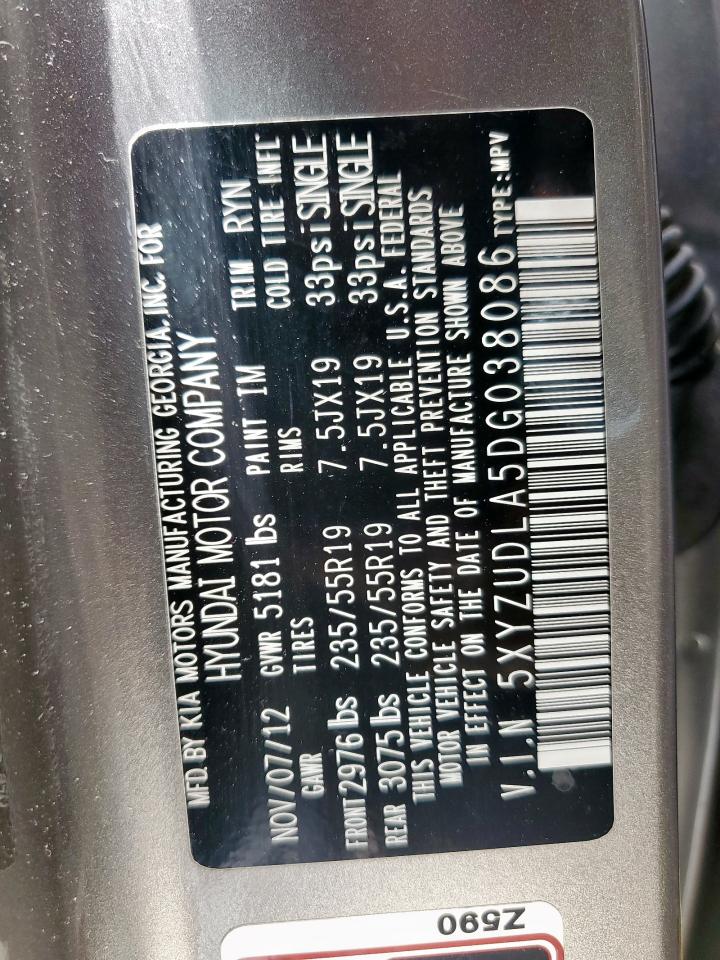 MFD. BY KIA MOTORS MANUFACTURING GEORGIA. INC. FOR
HYUNDAI MOTOR COMPANY
NOV/07/12 GVWR 5181 lbs PAINT IM TRIM RYN
GAWR TIRES RIMS COLD TIRE INFL
FRONT 2976 lbs 235/55R19 7.5JX19 33psi SINGLE
REAR 3075 lbs 235/55R19 7.5JX19 33psi SINGLE
THIS VEHICLE CONFORMS TO ALL APPLICABLE U.S.A. FEDERAL
MOTOR VEHICLE SAFETY AND THEFT PREVENTION STANDARDS
IN EFFECT ON THE DATE OF MANUFACTURE SHOWN ABOVE
V.I.N 5XYZUDLA5DG038086 TYPE:MPV
Z590